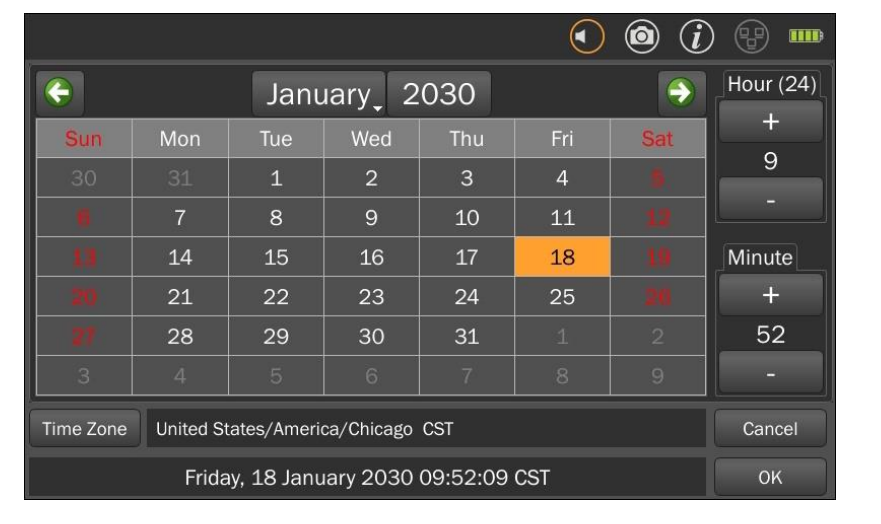 January 2030
Hour (24)
+
9
-
Sun Mon Tue Wed Thu Fri Sat
30 31 1 2 3 4 5
6 7 8 9 10 11 12
13 14 15 16 17 18 19
20 21 22 23 24 25 26
27 28 29 30 31 1 2
3 4 5 6 7 8 9
Minute
+
52
-
Time Zone United States/America/Chicago CST Cancel
Friday, 18 January 2030 09:52:09 CST OK